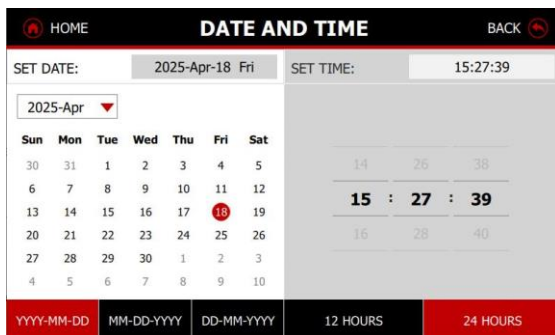 HOME DATE AND TIME BACK
SET DATE: 2025-Apr-18 Fri SET TIME: 15:27:39
2025-Apr
Sun Mon Tue Wed Thu Fri Sat
30 31 1 2 3 4 5
6 7 8 9 10 11 12
13 14 15 16 17 18 19
20 21 22 23 24 25 26
27 28 29 30 1 2 3
4 5 6 7 8 9 10
14 26 38
15 : 27 : 39
16 28 40
YYYY-MM-DD MM-DD-YYYY DD-MM-YYYY 12 HOURS 24 HOURS